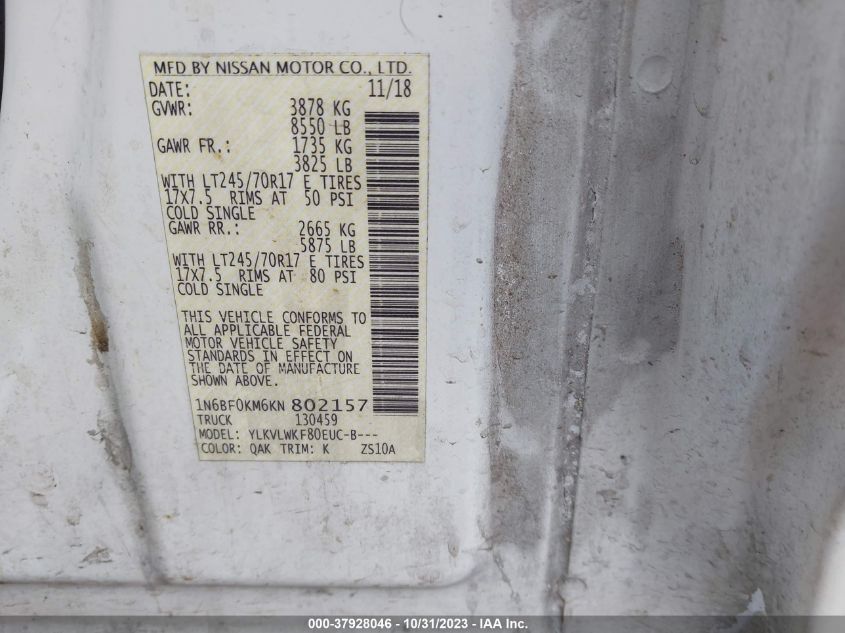 MFD BY NISSAN MOTOR CO., LTD.
DATE: 11/18
GVWR: 3878 KG
8550 LB
GAWR FR.: 1735 KG
3825 LB
WITH LT245/70R17 E TIRES
17X7.5 RIMS AT 50 PSI
COLD SINGLE
GAWR RR.: 2665 KG
5875 LB
WITH LT245/70R17 E TIRES
17X7.5 RIMS AT 80 PSI
COLD SINGLE
THIS VEHICLE CONFORMS TO
ALL APPLICABLE FEDERAL
MOTOR VEHICLE SAFETY
STANDARDS IN EFFECT ON
THE DATE OF MANUFACTURE
SHOWN ABOVE.
1N6BF0KM6KN 802157
TRUCK 130459
MODEL: YLKVLWKF80EUC-B---
COLOR: QAK TRIM: K ZS10A
000-37928046 - 10/31/2023 - IAA Inc.